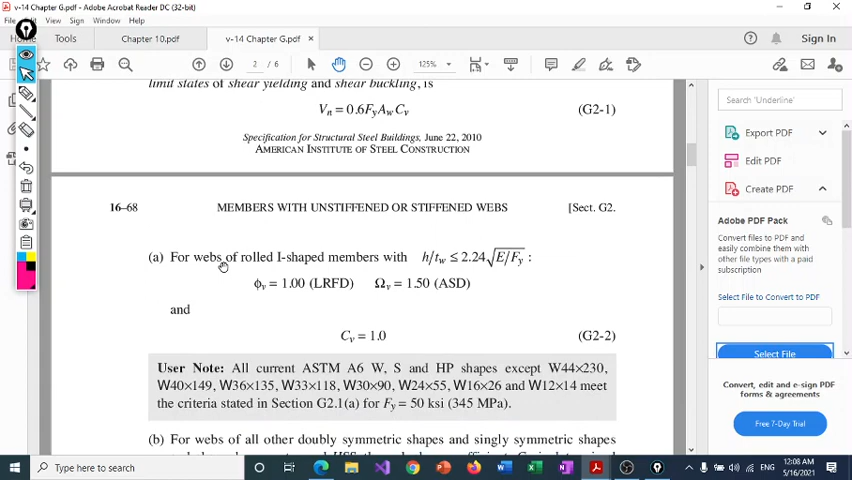 v-14 Chapter G.pdf - Adobe Acrobat Reader DC (32-bit)
File Edit View Sign Window Help
Home Tools Chapter 10.pdf v-14 Chapter G.pdf × Sign In
2 / 6 125%
limit states of shear yielding and shear buckling, is
Vn = 0.6FyAwCv (G2-1)
Specification for Structural Steel Buildings, June 22, 2010
AMERICAN INSTITUTE OF STEEL CONSTRUCTION
16–68 MEMBERS WITH UNSTIFFENED OR STIFFENED WEBS [Sect. G2.
(a) For webs of rolled I-shaped members with h/tw ≤ 2.24√E/Fy :
ϕv = 1.00 (LRFD) Ωv = 1.50 (ASD)
and
Cv = 1.0 (G2-2)
User Note: All current ASTM A6 W, S and HP shapes except W44×230,
W40×149, W36×135, W33×118, W30×90, W24×55, W16×26 and W12×14 meet
the criteria stated in Section G2.1(a) for Fy = 50 ksi (345 MPa).
(b) For webs of all other doubly symmetric shapes and singly symmetric shapes
Search 'Underline'
Export PDF
Edit PDF
Create PDF
Adobe PDF Pack
Convert files to PDF and
easily combine them with
other file types with a paid
subscription
Select File to Convert to PDF
Select File
Convert, edit and e-sign PDF
forms & agreements
Free 7-Day Trial
Type here to search
ENG
12:08 AM
5/16/2021